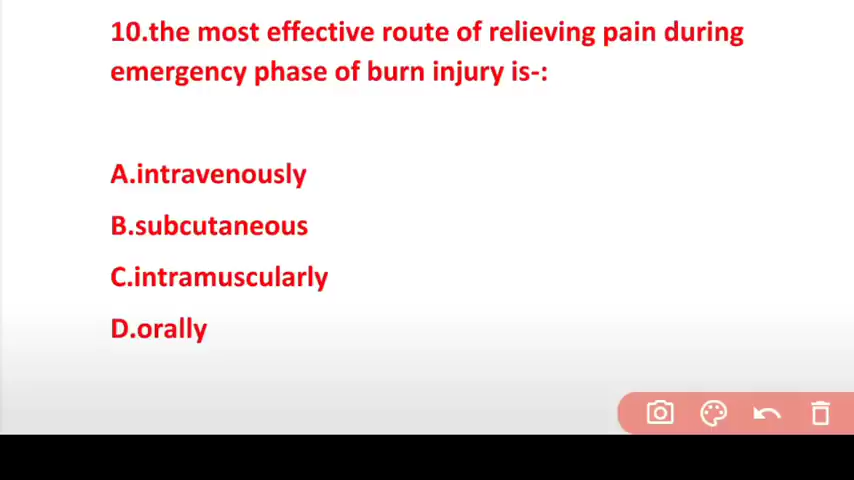 10.the most effective route of relieving pain during
emergency phase of burn injury is-:
A.intravenously
B.subcutaneous
C.intramuscularly
D.orally